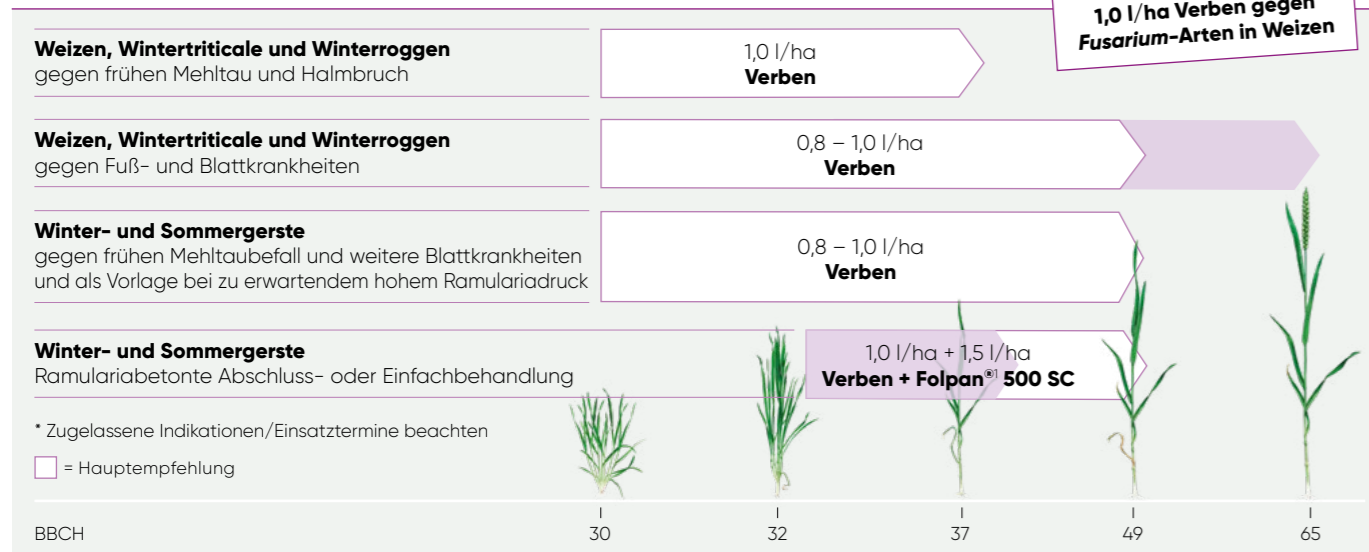 1,0 l/ha Verben gegen
Fusarium-Arten in Weizen
Weizen, Wintertriticale und Winterroggen
gegen frühen Mehltau und Halmbruch
1,0 l/ha
Verben
Weizen, Wintertriticale und Winterroggen
gegen Fuß- und Blattkrankheiten
0,8 – 1,0 l/ha
Verben
Winter- und Sommergerste
gegen frühen Mehltaubefall und weitere Blattkrankheiten
und als Vorlage bei zu erwartendem hohem Ramulariadruck
0,8 – 1,0 l/ha
Verben
Winter- und Sommergerste
Ramulariabetonte Abschluss- oder Einfachbehandlung
1,0 l/ha + 1,5 l/ha
Verben + Folpan®¹ 500 SC
* Zugelassene Indikationen/Einsatztermine beachten
= Hauptempfehlung
BBCH 30 32 37 49 65